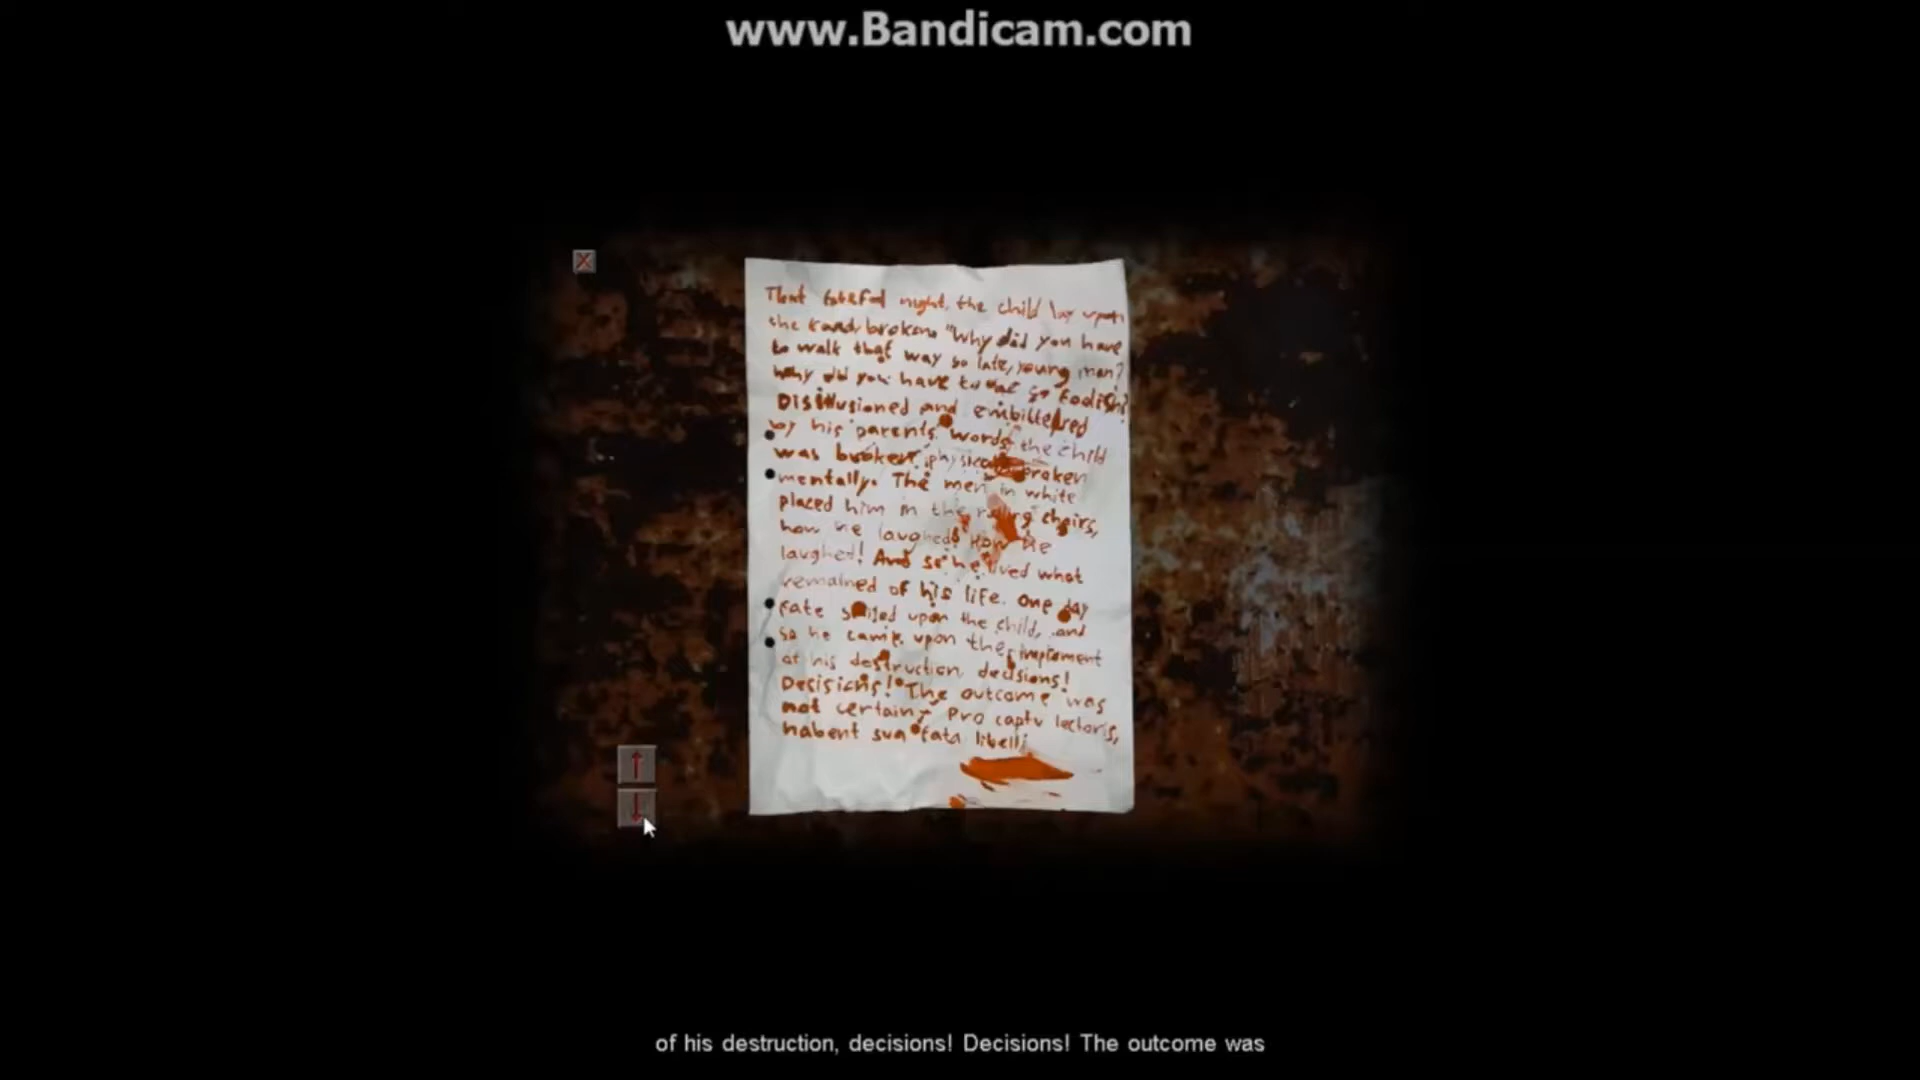 www.Bandicam.com
That fateful night, the child lay upon
the road, broken. "Why did you have
to walk that way so late, young man?
Why did you have to be so foolish?
Disillusioned and embittered
by his parents' words, the child
was broken, physically broken
mentally. The men in white
placed him in the rolling chairs,
how he laughed! How he
laughed! And so he lived what
remained of his life. One day
fate smiled upon the child, and
so he came upon the implement
of his destruction, decisions!
Decisions! The outcome was
not certain, pro captu lectoris,
habent sua fata libelli
of his destruction, decisions! Decisions! The outcome was